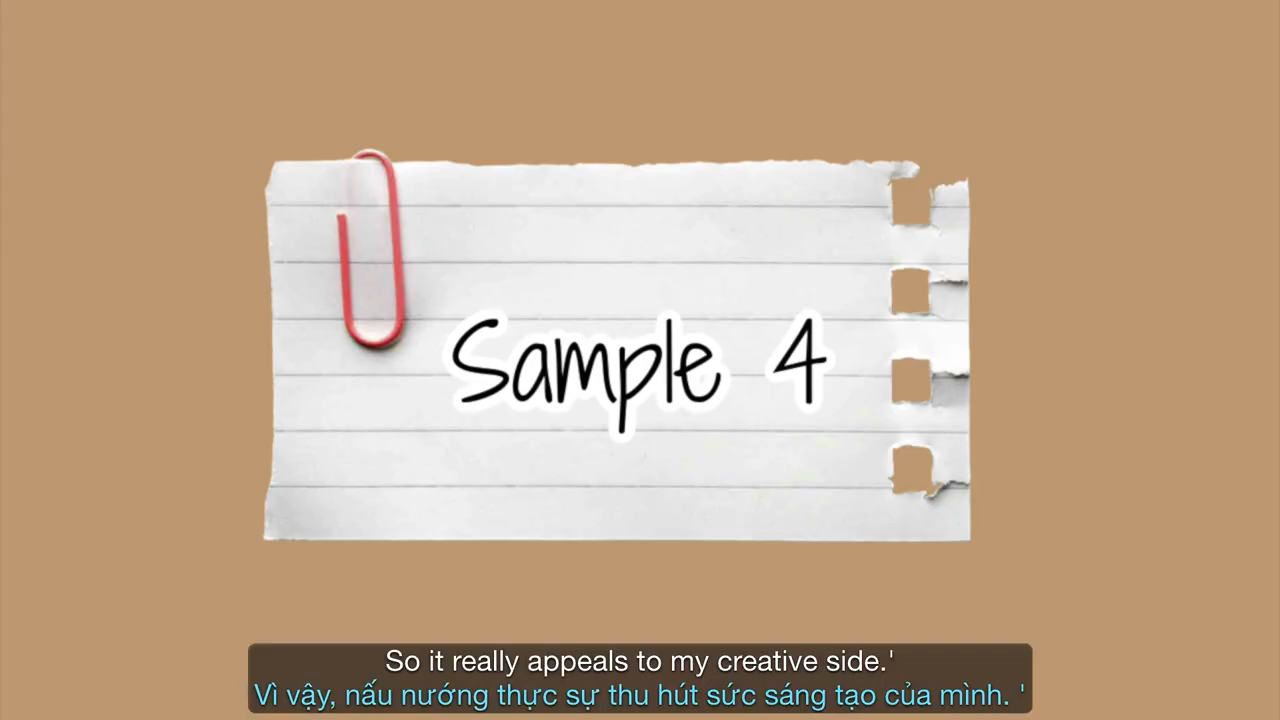 Sample 4
So it really appeals to my creative side.'
Vì vậy, nấu nướng thực sự thu hút sức sáng tạo của mình. '